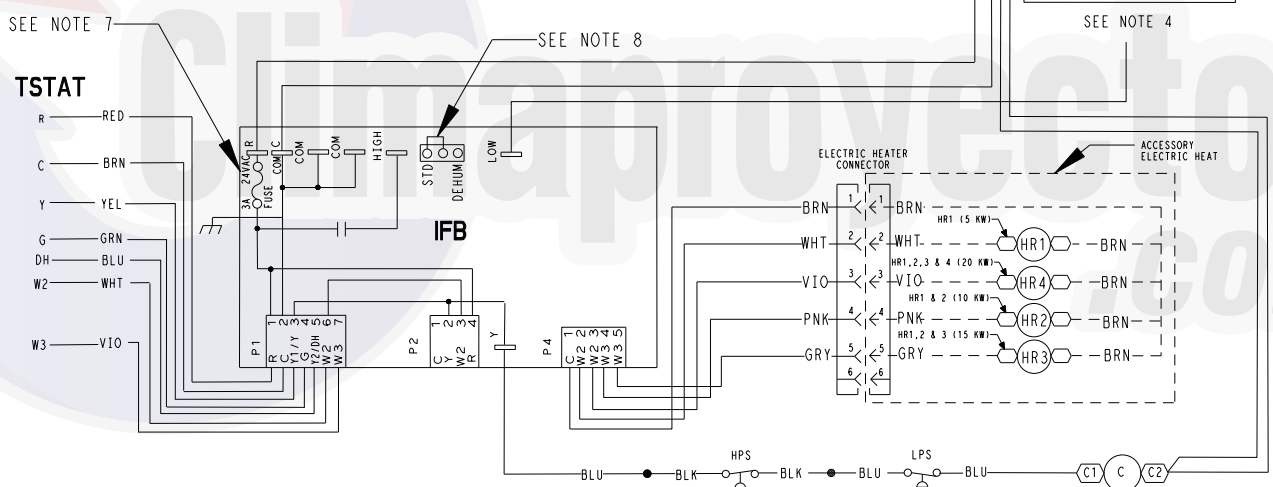 SEE NOTE 7
SEE NOTE 8
SEE NOTE 4
Climaproyecto
.co
TSTAT
R RED
C BRN
Y YEL
G GRN
DH BLU
W2 WHT
W3 VIO
3A 24VAC R
FUSE
COM C
COM
COM
HIGH
STD
DEHUM
LOW
IFB
P1
1 2 3 4 5 6 7
R C Y1/Y G Y2/DH W2 W3
P2
1 2 3 4
C Y W2 R
Y
P4
1 2 3 4 5
C W2 W2 W3 W3
ELECTRIC HEATER
CONNECTOR
ACCESSORY
ELECTRIC HEAT
BRN 1 1 BRN
HR1 (5 KW)
WHT 2 2 WHT HR1 BRN
HR1,2,3 & 4 (20 KW)
VIO 3 3 VIO HR4 BRN
HR1 & 2 (10 KW)
PNK 4 4 PNK HR2 BRN
HR1,2 & 3 (15 KW)
GRY 5 5 GRY HR3 BRN
6 6
HPS
LPS
BLU BLK BLK BLU BLU C1 C C2